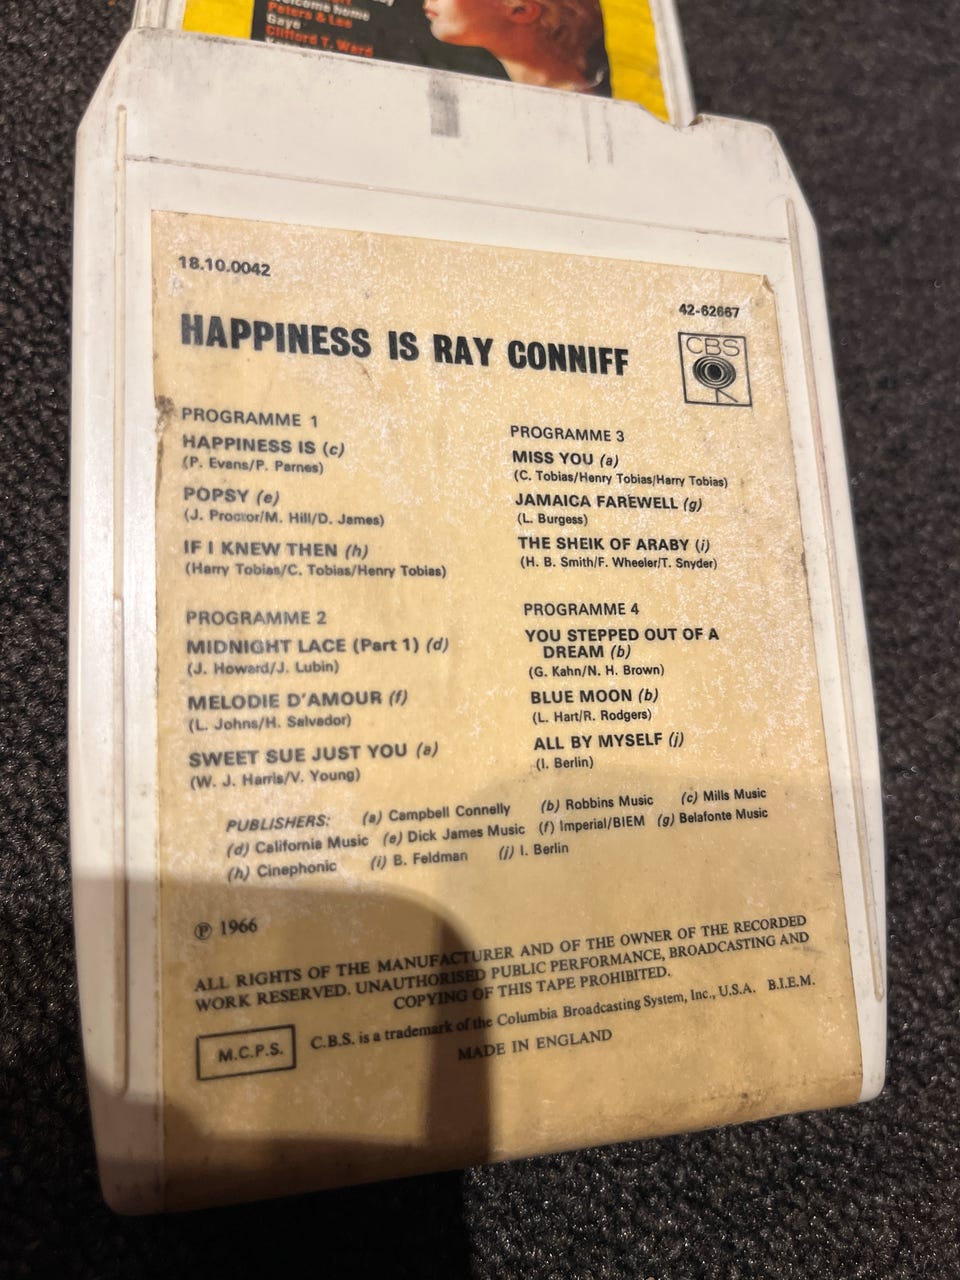 Welcome home
Peters & Lee
Gaye
Clifford T. Ward
18.10.0042
42-62667
HAPPINESS IS RAY CONNIFF
CBS
PROGRAMME 1
HAPPINESS IS (c)
(P. Evans/P. Parnes)
POPSY (e)
(J. Proctor/M. Hill/D. James)
IF I KNEW THEN (h)
(Harry Tobias/C. Tobias/Henry Tobias)
PROGRAMME 2
MIDNIGHT LACE (Part 1) (d)
(J. Howard/J. Lubin)
MELODIE D'AMOUR (f)
(L. Johns/H. Salvador)
SWEET SUE JUST YOU (a)
(W. J. Harris/V. Young)
PROGRAMME 3
MISS YOU (a)
(C. Tobias/Henry Tobias/Harry Tobias)
JAMAICA FAREWELL (g)
(L. Burgess)
THE SHEIK OF ARABY (i)
(H. B. Smith/F. Wheeler/T. Snyder)
PROGRAMME 4
YOU STEPPED OUT OF A
DREAM (b)
(G. Kahn/N. H. Brown)
BLUE MOON (b)
(L. Hart/R. Rodgers)
ALL BY MYSELF (j)
(I. Berlin)
PUBLISHERS: (a) Campbell Connelly (b) Robbins Music (c) Mills Music
(d) California Music (e) Dick James Music (f) Imperial/BIEM (g) Belafonte Music
(h) Cinephonic (i) B. Feldman (j) I. Berlin
℗ 1966
ALL RIGHTS OF THE MANUFACTURER AND OF THE OWNER OF THE RECORDED
WORK RESERVED. UNAUTHORISED PUBLIC PERFORMANCE, BROADCASTING AND
COPYING OF THIS TAPE PROHIBITED.
M.C.P.S. C.B.S. is a trademark of the Columbia Broadcasting System, Inc., U.S.A. B.I.E.M.
MADE IN ENGLAND